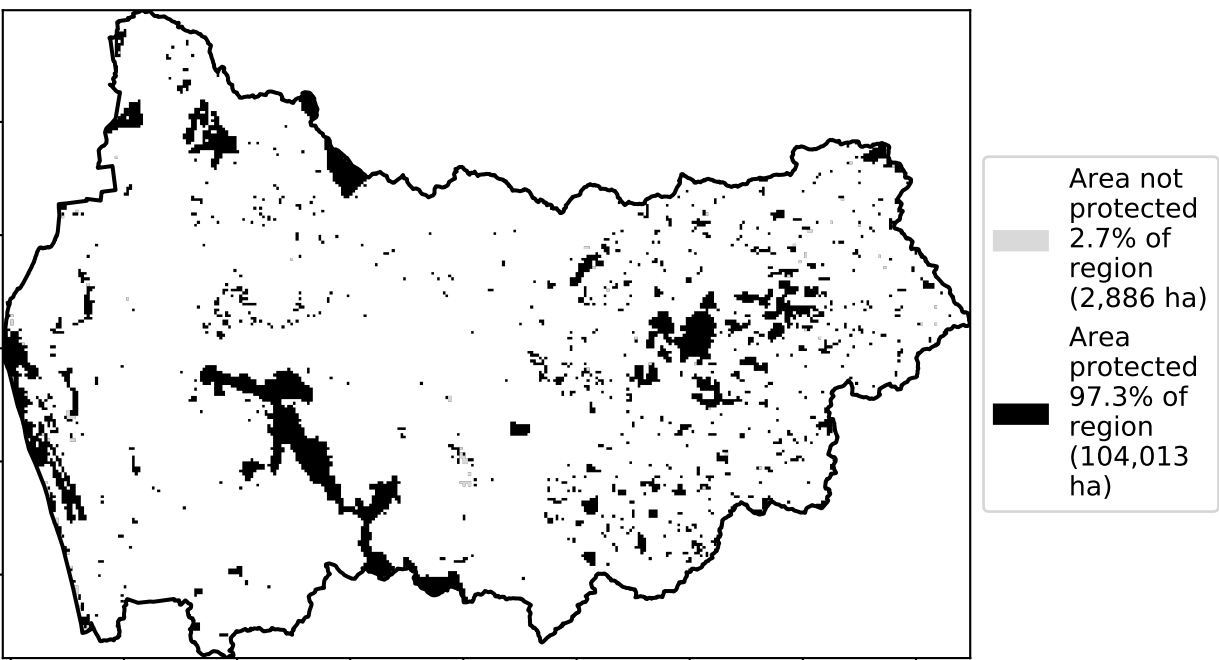 Area not
protected
2.7% of
region
(2,886 ha)
Area
protected
97.3% of
region
(104,013
ha)